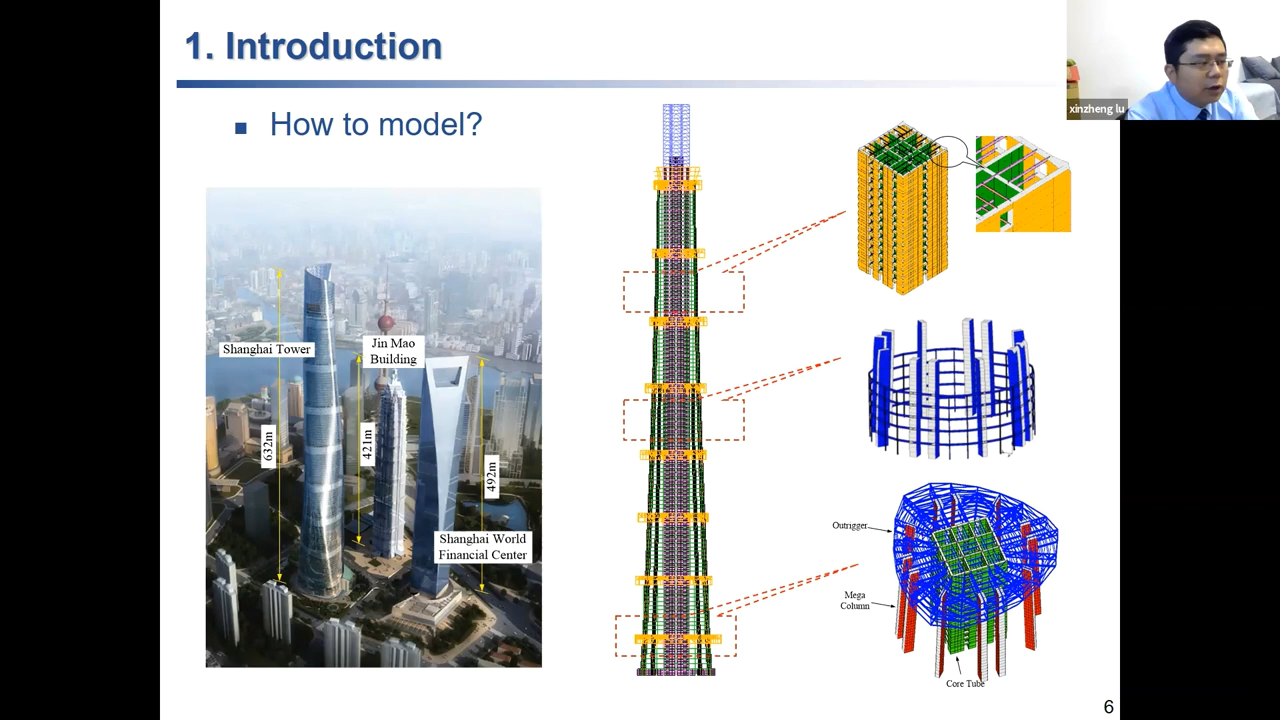 1. Introduction
xinzheng lu
How to model?
Shanghai Tower
Jin Mao
Building
632m
421m
492m
Shanghai World
Financial Center
Outrigger
Mega
Column
Core Tube
6